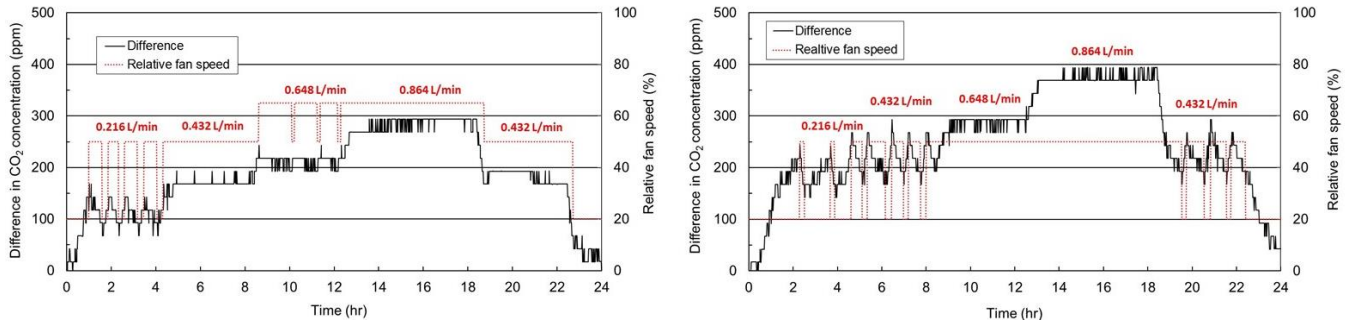 500
400
300
200
100
0
Difference in CO₂ concentration (ppm)
Difference
Relative fan speed
0.216 L/min
0.432 L/min
0.648 L/min
0.864 L/min
0.432 L/min
100
80
60
40
20
0
Relative fan speed (%)
0 2 4 6 8 10 12 14 16 18 20 22 24
Time (hr)
500
400
300
200
100
0
Difference in CO₂ concentration (ppm)
Difference
Realtive fan speed
0.216 L/min
0.432 L/min
0.648 L/min
0.864 L/min
0.432 L/min
100
80
60
40
20
0
Relative fan speed (%)
0 2 4 6 8 10 12 14 16 18 20 22 24
Time (hr)